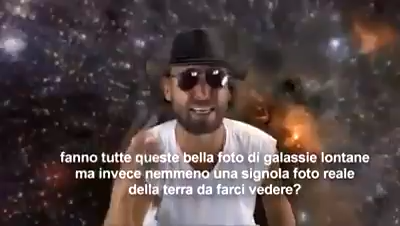 fanno tutte queste bella foto di galassie lontane
ma invece nemmeno una signola foto reale
della terra da farci vedere?